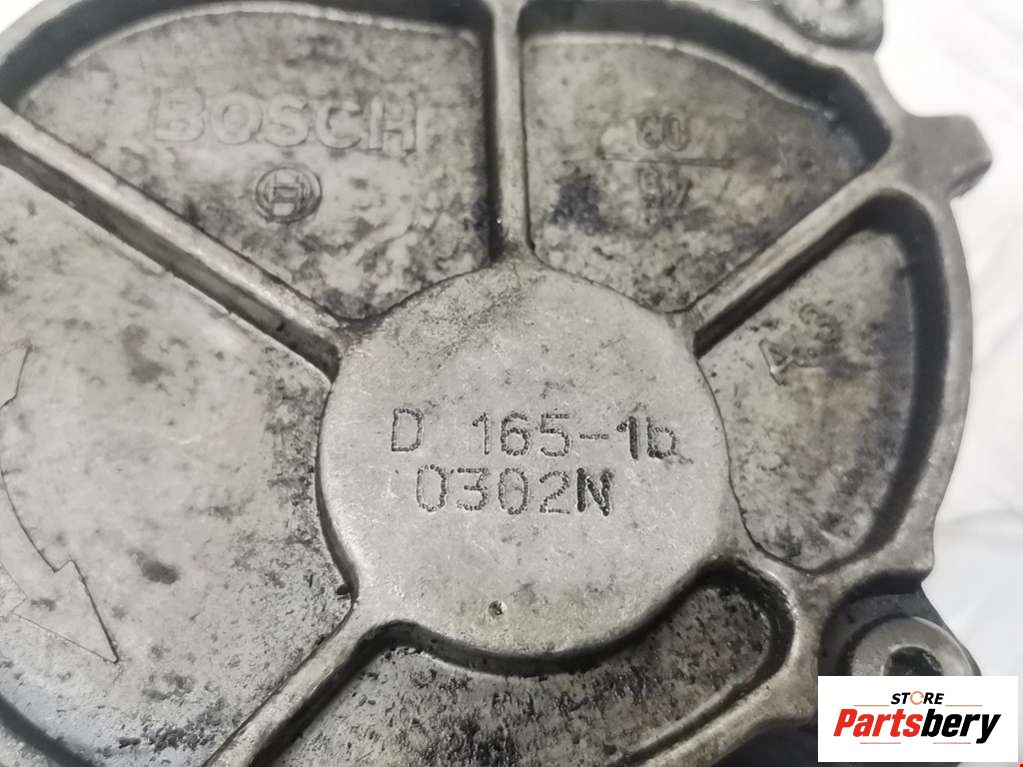 BOSCH
D 165-1b
0302N
STORE
Partsbery